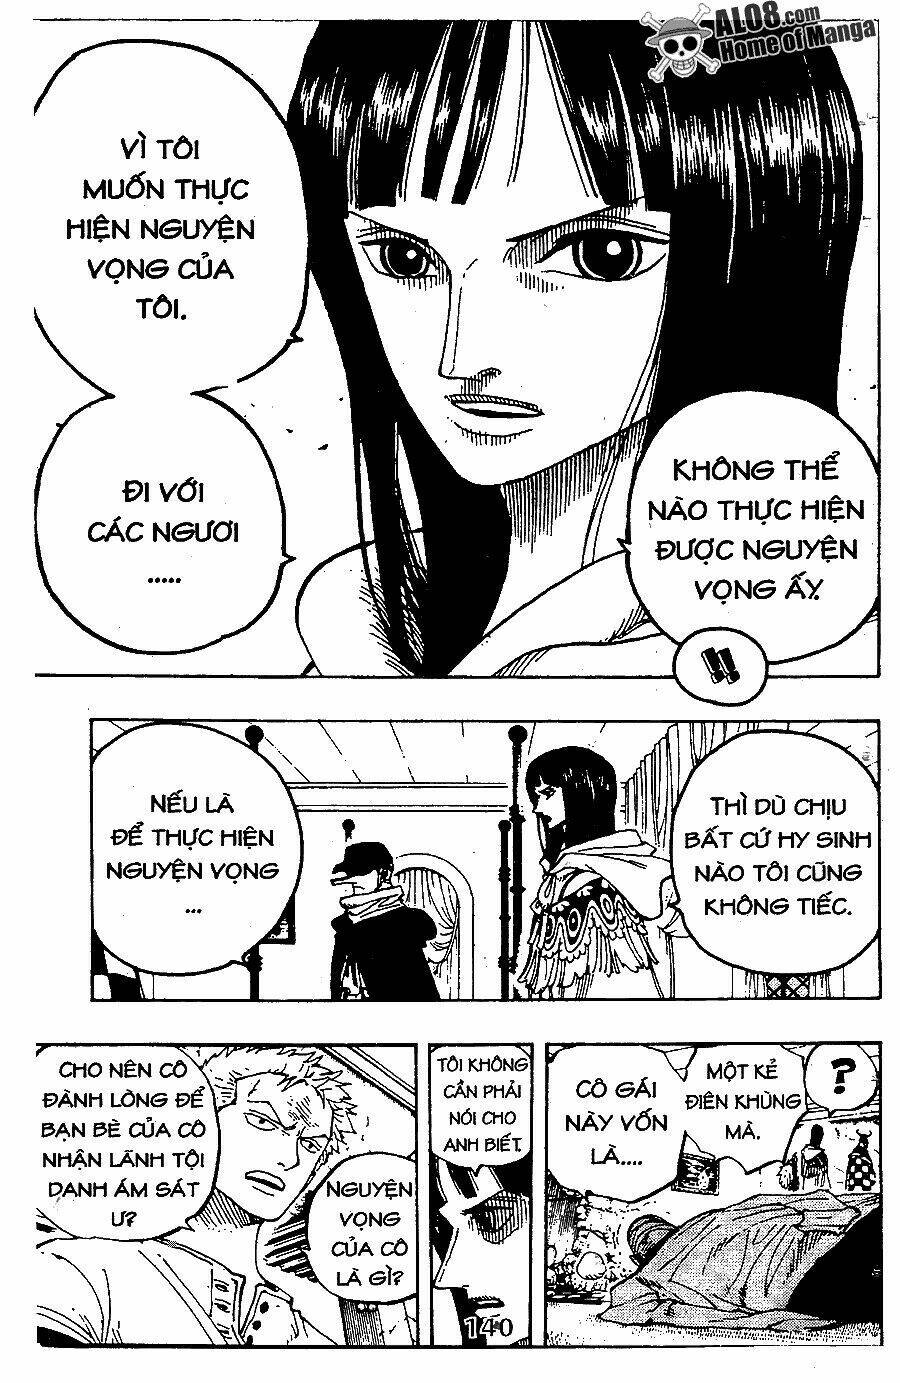 AL08.com
Home of Manga
VÌ TÔI
MUỐN THỰC
HIỆN NGUYỆN
VỌNG CỦA
TÔI.
ĐI VỚI
CÁC NGƯƠI
.....
KHÔNG THỂ
NÀO THỰC HIỆN
ĐƯỢC NGUYỆN
VỌNG ẤY.
!!
NẾU LÀ
ĐỂ THỰC HIỆN
NGUYỆN VỌNG
...
THÌ DÙ CHỊU
BẤT CỨ HY SINH
NÀO TÔI CŨNG
KHÔNG TIẾC.
CHO NÊN CÔ
ĐÀNH LÒNG ĐỂ
BẠN BÈ CỦA CÔ
NHẬN LÃNH TỘI
DANH ÁM SÁT
Ư?
NGUYỆN
VỌNG
CỦA CÔ
LÀ GÌ?
TÔI KHÔNG
CẦN PHẢI
NÓI CHO
ANH BIẾT.
CÔ GÁI
NÀY VỐN
LÀ....
MỘT KẺ
ĐIÊN KHÙNG
MÀ.
?
140